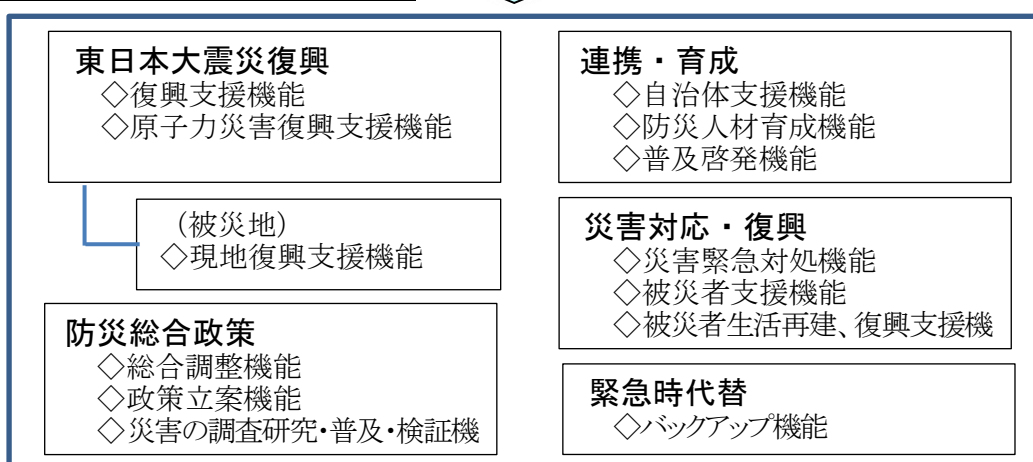 東日本大震災復興
◇復興支援機能
◇原子力災害復興支援機能
（被災地）
◇現地復興支援機能
防災総合政策
◇総合調整機能
◇政策立案機能
◇災害の調査研究・普及・検証機
連携・育成
◇自治体支援機能
◇防災人材育成機能
◇普及啓発機能
災害対応・復興
◇災害緊急対処機能
◇被災者支援機能
◇被災者生活再建、復興支援機
緊急時代替
◇バックアップ機能